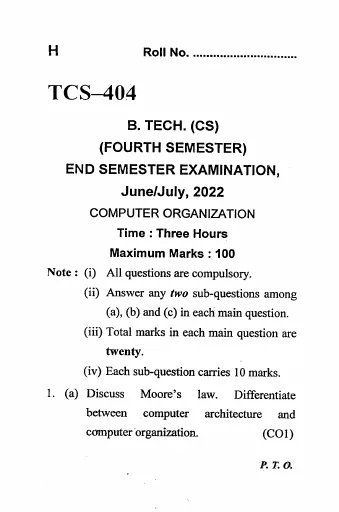 H Roll No. ...............................
TCS–404
B. TECH. (CS)
(FOURTH SEMESTER)
END SEMESTER EXAMINATION,
June/July, 2022
COMPUTER ORGANIZATION
Time : Three Hours
Maximum Marks : 100
Note : (i) All questions are compulsory.
(ii) Answer any two sub-questions among
(a), (b) and (c) in each main question.
(iii) Total marks in each main question are
twenty.
(iv) Each sub-question carries 10 marks.
1. (a) Discuss Moore's law. Differentiate
between computer architecture and
computer organization. (CO1)
P. T. O.